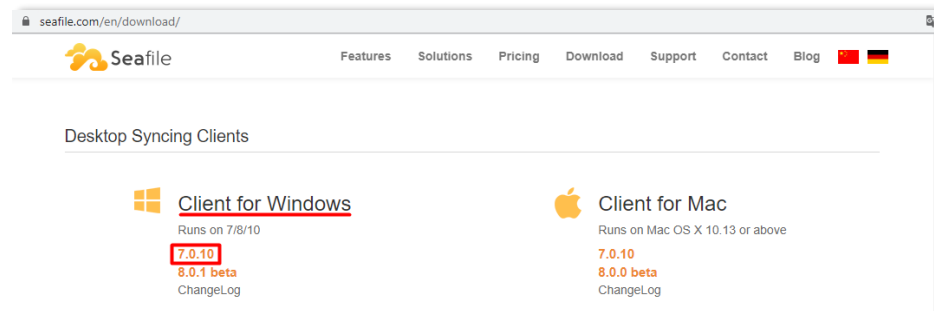 seafile.com/en/download/
Seafile Features Solutions Pricing Download Support Contact Blog
Desktop Syncing Clients
Client for Windows
Runs on 7/8/10
7.0.10
8.0.1 beta
ChangeLog
Client for Mac
Runs on Mac OS X 10.13 or above
7.0.10
8.0.0 beta
ChangeLog